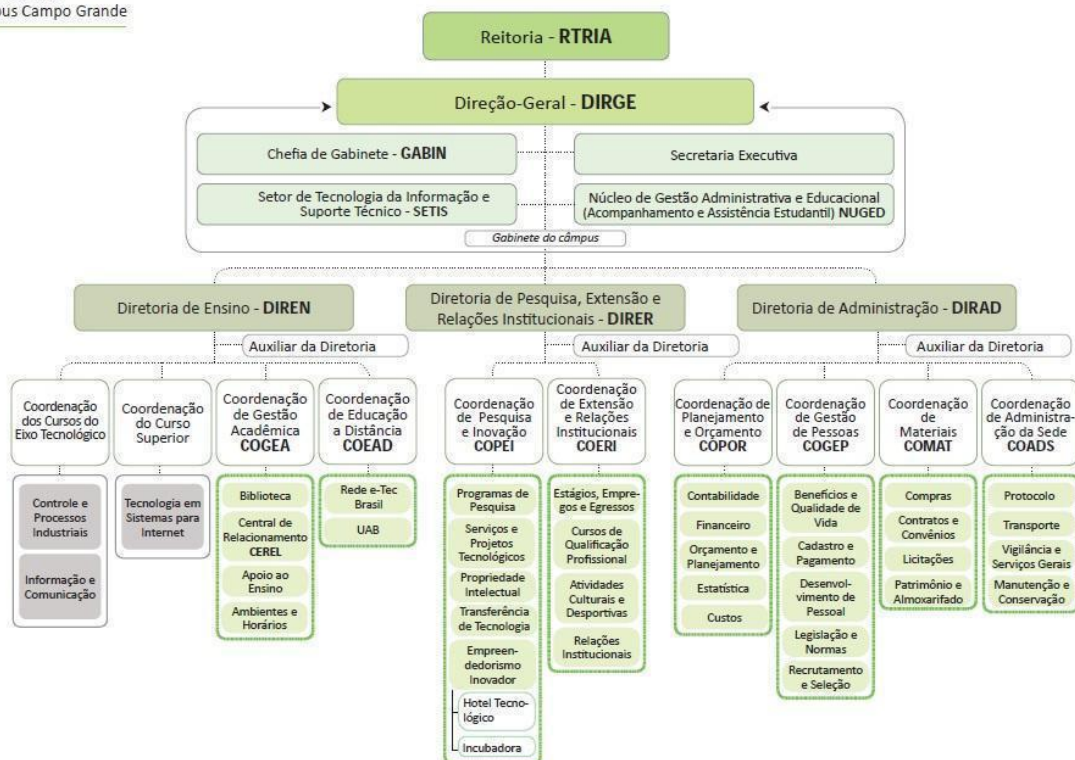 Campo Grande
Reitoria - RTRIA
Direção-Geral - DIRGE
Chefia de Gabinete - GABIN
Secretaria Executiva
Setor de Tecnologia da Informação e
Suporte Técnico - SETIS
Núcleo de Gestão Administrativa e Educacional
(Acompanhamento e Assistência Estudantil) NUGED
Gabinete do câmpus
Diretoria de Ensino - DIREN
Auxiliar da Diretoria
Diretoria de Pesquisa, Extensão e
Relações Institucionais - DIRER
Auxiliar da Diretoria
Diretoria de Administração - DIRAD
Auxiliar da Diretoria
Coordenação
dos Cursos do
Eixo Tecnológico
Controle e
Processos
Industriais
Informação e
Comunicação
Coordenação
do Curso
Superior
Tecnologia em
Sistemas para
Internet
Coordenação
de Gestão
Acadêmica
COGEA
Biblioteca
Central de
Relacionamento
CEREL
Apoio ao
Ensino
Ambientes e
Horários
Coordenação
de Educação
a Distância
COEAD
Rede e-Tec
Brasil
UAB
Coordenação
de Pesquisa
e Inovação
COPEI
Programas de
Pesquisa
Serviços e
Projetos
Tecnológicos
Propriedade
Intelectual
Transferência
de Tecnologia
Empreen-
dedorismo
Inovador
Hotel Tecno-
lógico
Incubadora
Coordenação
de Extensão
e Relações
Institucionais
COERI
Estágios, Empre-
gos e Egressos
Cursos de
Qualificação
Profissional
Atividades
Culturais e
Desportivas
Relações
Institucionais
Coordenação de
Planejamento
e Orçamento
COPOR
Contabilidade
Financeiro
Orçamento e
Planejamento
Estatística
Custos
Coordenação
de Gestão
de Pessoas
COGEP
Benefícios e
Qualidade de
Vida
Cadastro e
Pagamento
Desenvol-
vimento de
Pessoal
Legislação e
Normas
Recrutamento
e Seleção
Coordenação
de
Materiais
COMAT
Compras
Contratos e
Convênios
Licitações
Patrimônio e
Almoxarifado
Coordenação
de Administra-
ção da Sede
COADS
Protocolo
Transporte
Vigilância e
Serviços Gerais
Manutenção e
Conservação